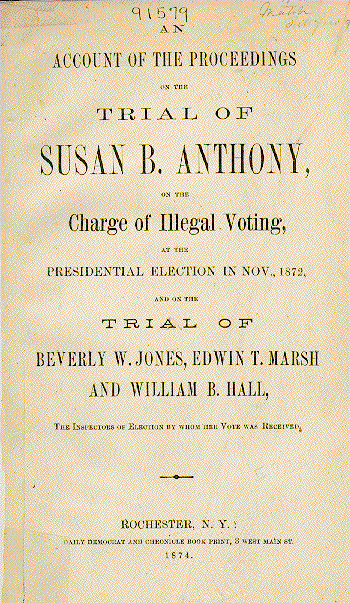 91579
AN
ACCOUNT OF THE PROCEEDINGS
ON THE
TRIAL OF
SUSAN B. ANTHONY,
ON THE
Charge of Illegal Voting,
AT THE
PRESIDENTIAL ELECTION IN NOV., 1872,
AND ON THE
TRIAL OF
BEVERLY W. JONES, EDWIN T. MARSH
AND WILLIAM B. HALL,
THE INSPECTORS OF ELECTION BY WHOM HER VOTE WAS RECEIVED.
ROCHESTER, N. Y.:
DAILY DEMOCRAT AND CHRONICLE BOOK PRINT, 3 WEST MAIN ST.
1874.